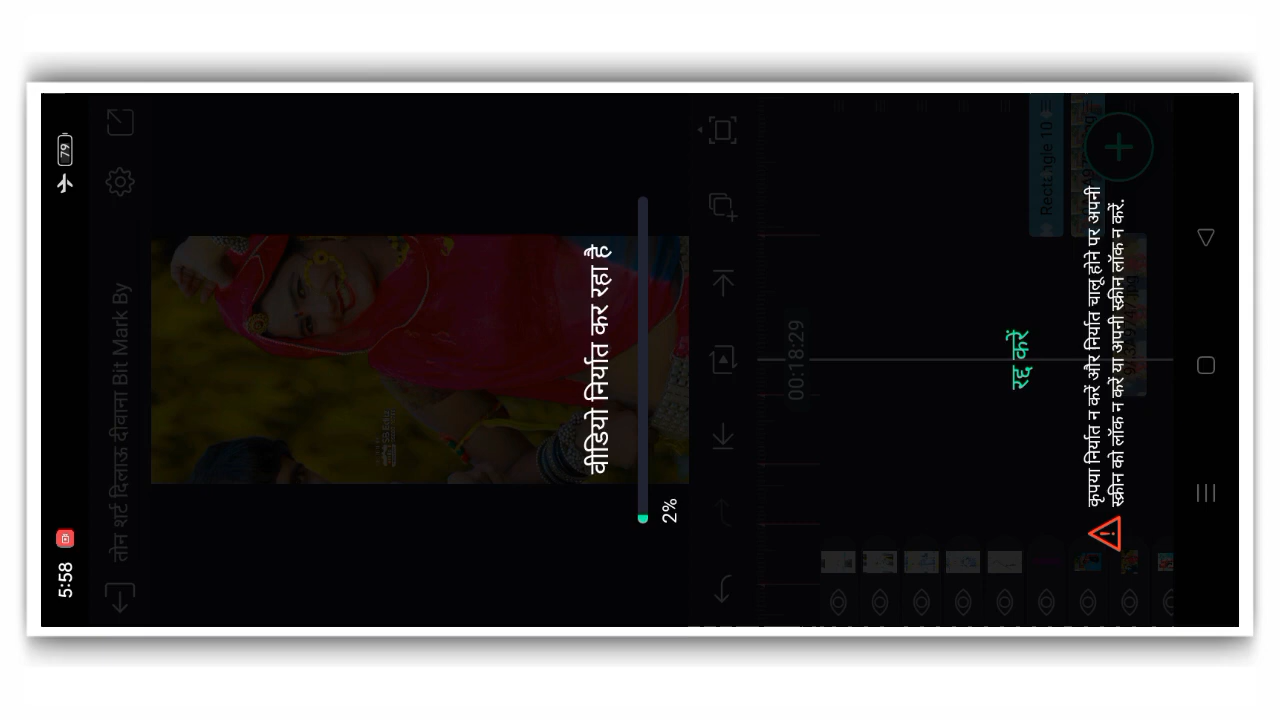 5:58
79
तोन शर्ट दिलाऊ दीवाना Bit Mark By
वीडियो निर्यात कर रहा है
2%
00:18:29
रद्द करें
Rectangle 10
कृपया निर्यात न करें और निर्यात चालू होने पर अपनी
स्क्रीन को लॉक न करें या अपनी स्क्रीन लॉक न करें.